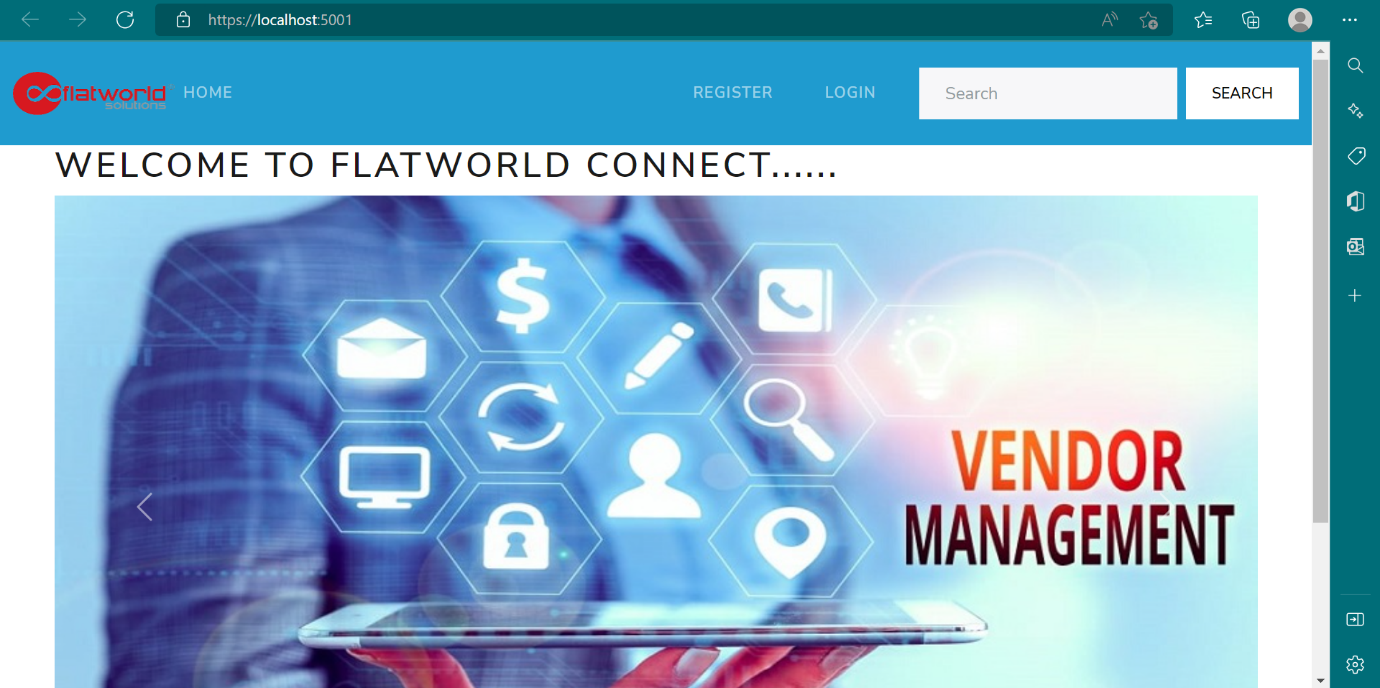 https://localhost:5001
flatworld
solutions
HOME
REGISTER
LOGIN
Search
SEARCH
WELCOME TO FLATWORLD CONNECT......
$
VENDOR
MANAGEMENT